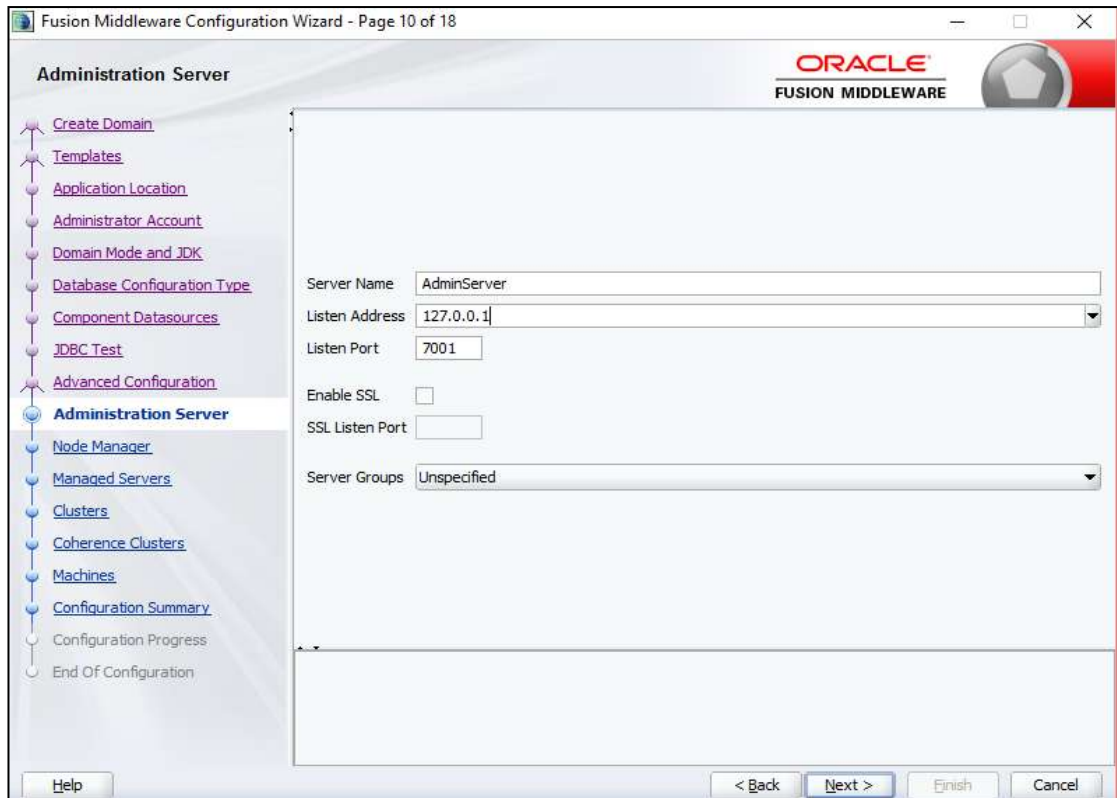 Fusion Middleware Configuration Wizard - Page 10 of 18
Administration Server
ORACLE
FUSION MIDDLEWARE
Create Domain
Templates
Application Location
Administrator Account
Domain Mode and JDK
Database Configuration Type
Component Datasources
JDBC Test
Advanced Configuration
Administration Server
Node Manager
Managed Servers
Clusters
Coherence Clusters
Machines
Configuration Summary
Configuration Progress
End Of Configuration
Server Name AdminServer
Listen Address 127.0.0.1
Listen Port 7001
Enable SSL
SSL Listen Port
Server Groups Unspecified
Help
< Back Next > Finish Cancel